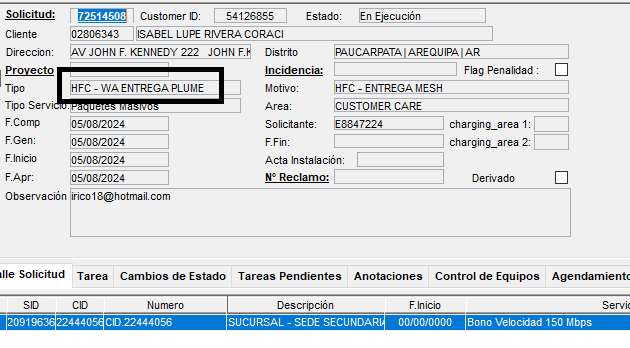 Solicitud: 72514508 Customer ID: 54126855 Estado: En Ejecución
Cliente 02806343 ISABEL LUPE RIVERA CORACI
Direccion: AV JOHN F. KENNEDY 222 JOHN F.K Distrito PAUCARPATA| AREQUIPA | AR
Proyecto Incidencia: Flag Penalidad :
Tipo HFC - WA ENTREGA PLUME Motivo: HFC - ENTREGA MESH
Tipo Servicio: Paquetes Masivos Area: CUSTOMER CARE
F.Comp 05/08/2024 Solicitante: E8847224 charging_area 1:
F.Gen: 05/08/2024 F.Fin: charging_area 2:
F.Inicio 05/08/2024 Acta Instalación:
F.Apr: 05/08/2024 Nº Reclamo: Derivado
Observación irico18@hotmail.com
alle Solicitud Tarea Cambios de Estado Tareas Pendientes Anotaciones Control de Equipos Agendamiento
SID CID Numero Descripción F.Inicio Servic
20919636 22444056 CID.22444056 SUCURSAL - SEDE SECUNDARIA 00/00/0000 Bono Velocidad 150 Mbps